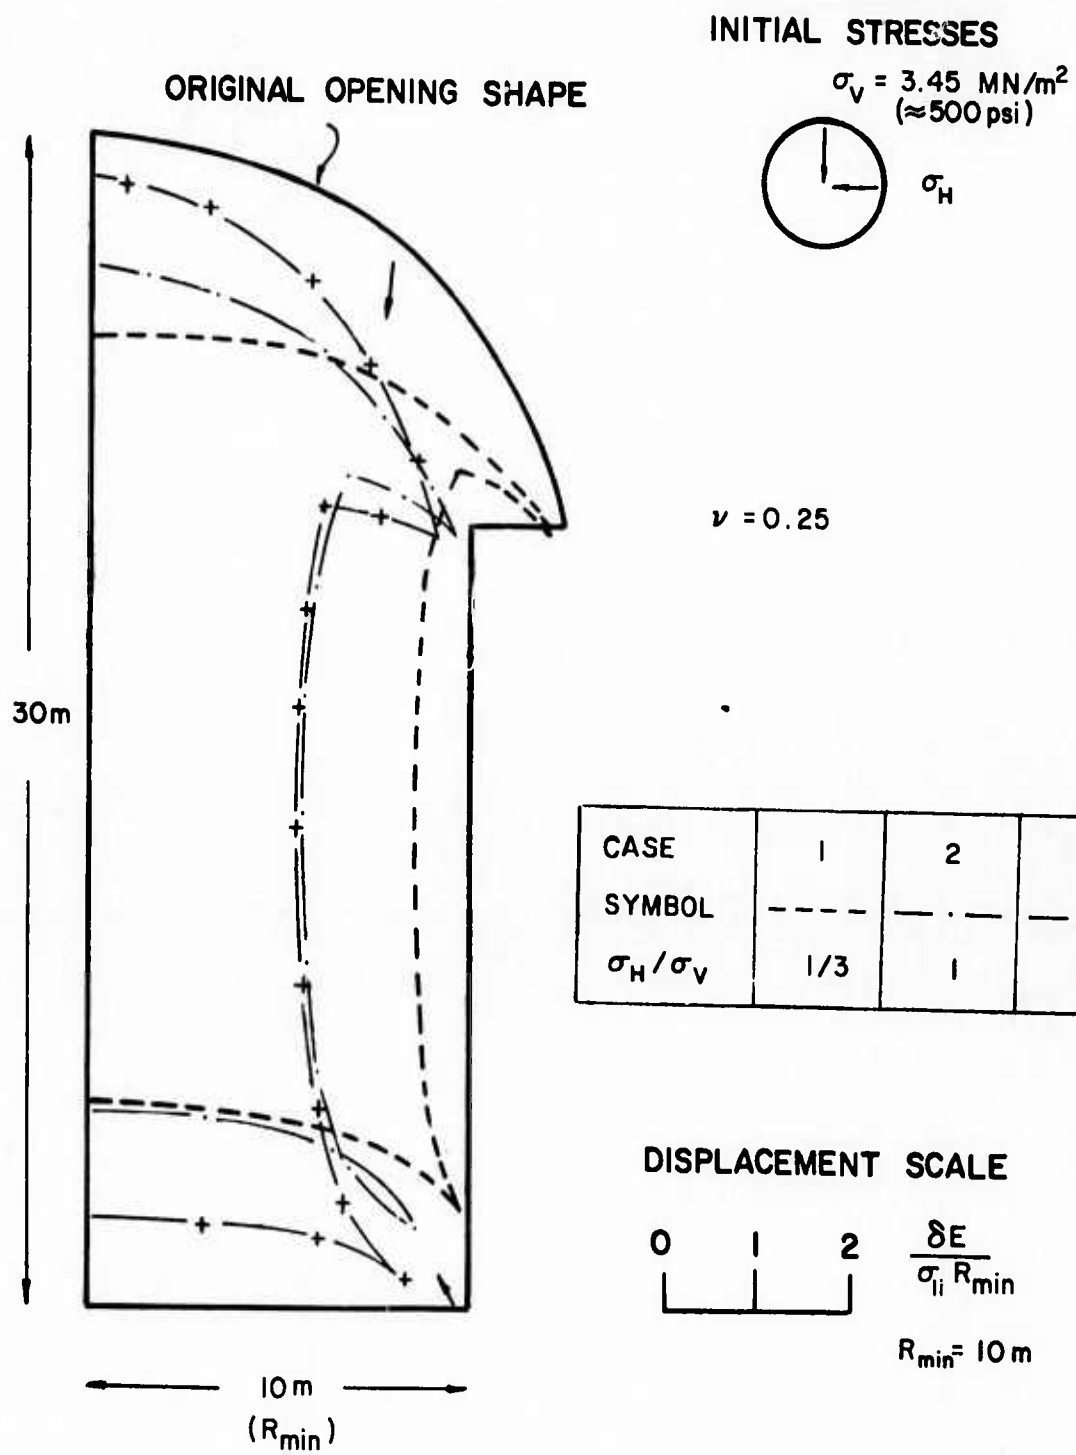 INITIAL STRESSES
σV = 3.45 MN/m²
(≈500 psi)
σH
ORIGINAL OPENING SHAPE
ν = 0.25
30m
CASE 1 2
SYMBOL
σH/σV 1/3 1
DISPLACEMENT SCALE
0 1 2 δE / σli Rmin
Rmin= 10 m
10m
(Rmin)